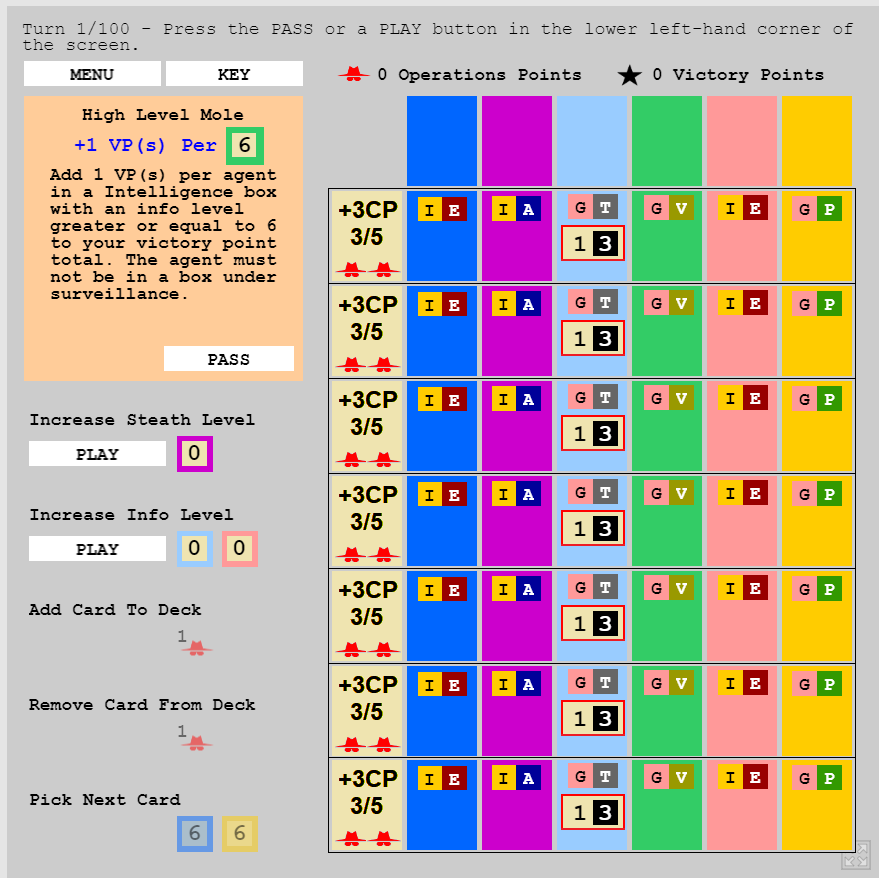 Turn 1/100 - Press the PASS or a PLAY button in the lower left-hand corner of
the screen.
MENU
KEY
0 Operations Points
0 Victory Points
High Level Mole
+1 VP(s) Per 6
Add 1 VP(s) per agent
in a Intelligence box
with an info level
greater or equal to 6
to your victory point
total. The agent must
not be in a box under
surveillance.
PASS
Increase Steath Level
PLAY 0
Increase Info Level
PLAY 0 0
Add Card To Deck
1
Remove Card From Deck
1
Pick Next Card
6 6
+3CP I E I A G T G V I E G P
3/5 1 3
+3CP I E I A G T G V I E G P
3/5 1 3
+3CP I E I A G T G V I E G P
3/5 1 3
+3CP I E I A G T G V I E G P
3/5 1 3
+3CP I E I A G T G V I E G P
3/5 1 3
+3CP I E I A G T G V I E G P
3/5 1 3
+3CP I E I A G T G V I E G P
3/5 1 3